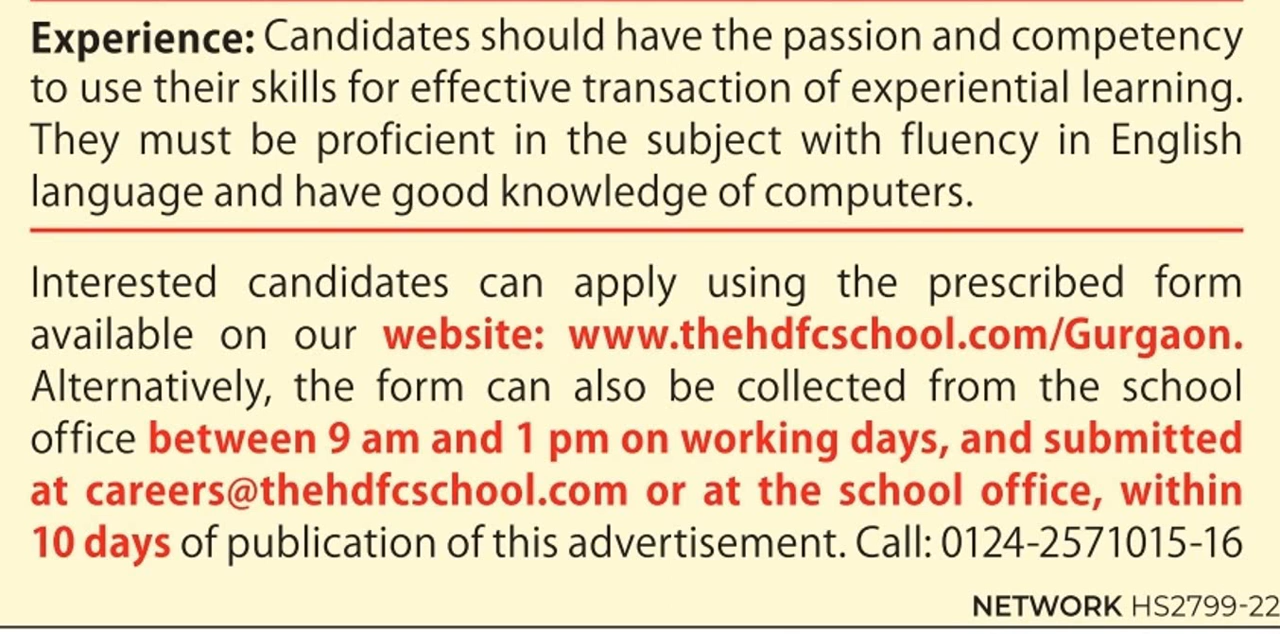 Experience: Candidates should have the passion and competency
to use their skills for effective transaction of experiential learning.
They must be proficient in the subject with fluency in English
language and have good knowledge of computers.
Interested candidates can apply using the prescribed form
available on our website: www.thehdfcschool.com/Gurgaon.
Alternatively, the form can also be collected from the school
office between 9 am and 1 pm on working days, and submitted
at careers@thehdfcschool.com or at the school office, within
10 days of publication of this advertisement. Call: 0124-2571015-16
NETWORK HS2799-22